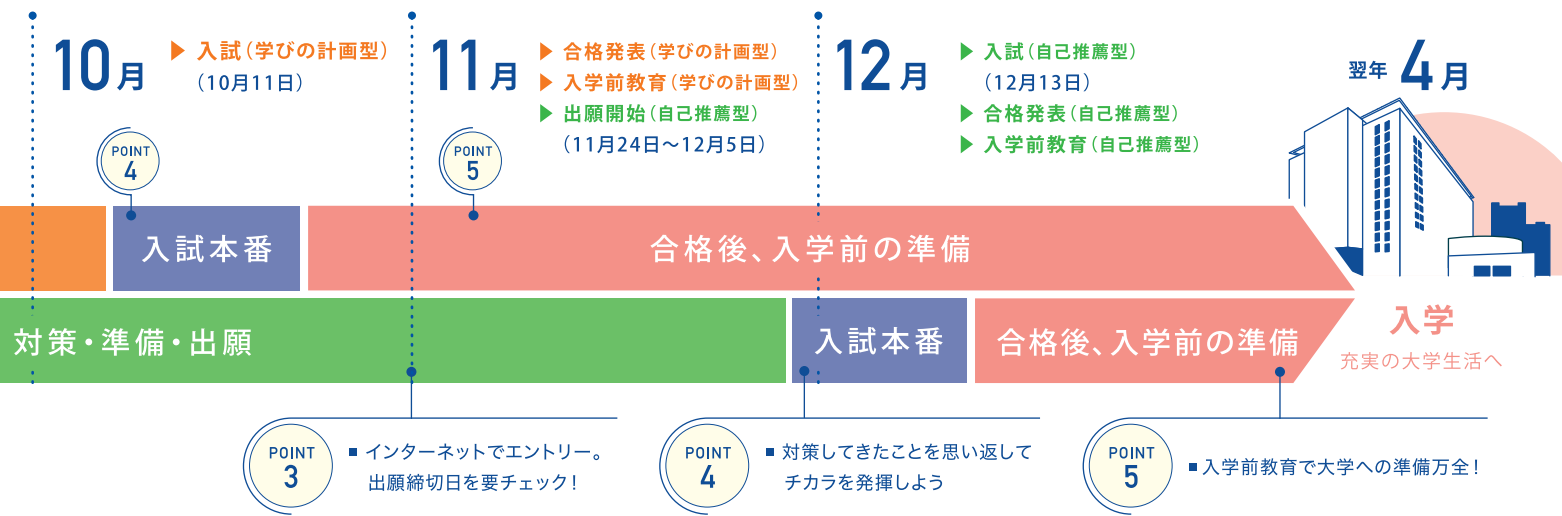 10月
▶ 入試（学びの計画型）
（10月11日）
11月
▶ 合格発表（学びの計画型）
▶ 入学前教育（学びの計画型）
▶ 出願開始（自己推薦型）
（11月24日～12月5日）
12月
▶ 入試（自己推薦型）
（12月13日）
▶ 合格発表（自己推薦型）
▶ 入学前教育（自己推薦型）
翌年 4月
POINT
4
POINT
5
入試本番
合格後、入学前の準備
対策・準備・出願
入試本番
合格後、入学前の準備
入学
充実の大学生活へ
POINT
3
■ インターネットでエントリー。
出願締切日を要チェック！
POINT
4
■ 対策してきたことを思い返して
チカラを発揮しよう
POINT
5
■ 入学前教育で大学への準備万全！